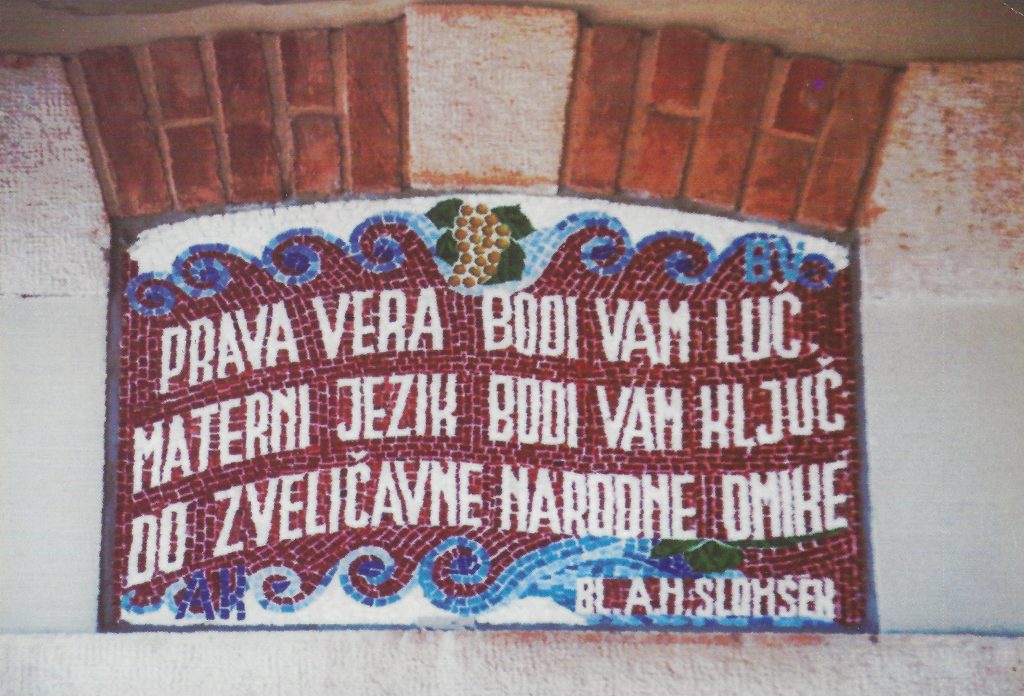 BV
PRAVA VERA BODI VAM LUČ
MATERNI JEZIK BODI VAM KLJUČ
DO ZVELIČAVNE NARODNE OMIKE
AK
BL. A.M. SLOMŠEK